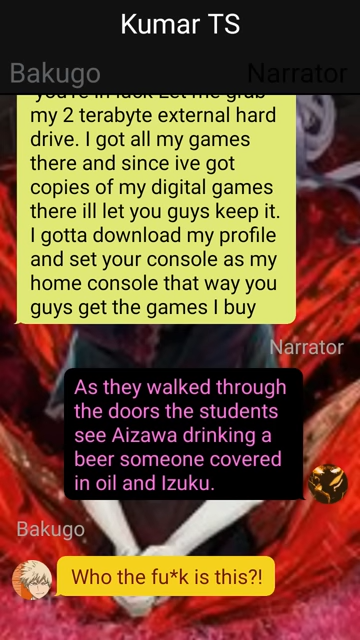 Kumar TS
Bakugo
Narrator
you're in luck Let me grab
my 2 terabyte external hard
drive. I got all my games
there and since ive got
copies of my digital games
there ill let you guys keep it.
I gotta download my profile
and set your console as my
home console that way you
guys get the games I buy
Narrator
As they walked through
the doors the students
see Aizawa drinking a
beer someone covered
in oil and Izuku.
Bakugo
Who the fu*k is this?!